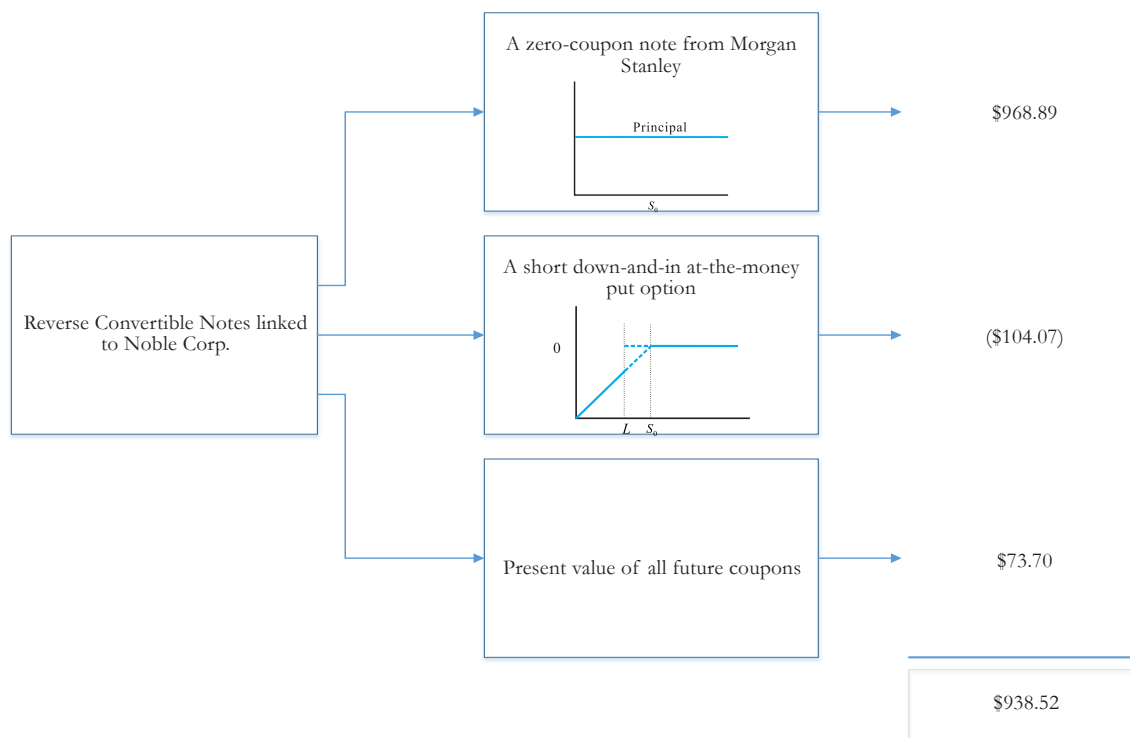 A zero-coupon note from Morgan
Stanley
Principal
S₀
$968.89
Reverse Convertible Notes linked
to Noble Corp.
A short down-and-in at-the-money
put option
0
L S₀
($104.07)
Present value of all future coupons
$73.70
$938.52